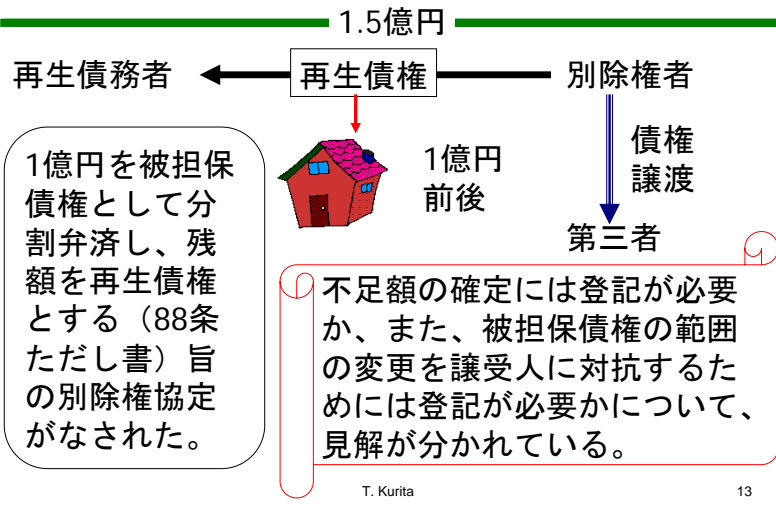 1.5億円
再生債務者
再生債権
別除権者
1億円を被担保
債権として分
割弁済し、残
額を再生債権
とする（88条
ただし書）旨
の別除権協定
がなされた。
1億円
前後
債権
譲渡
第三者
不足額の確定には登記が必要
か、また、被担保債権の範囲
の変更を譲受人に対抗するた
めには登記が必要かについて、
見解が分かれている。
T. Kurita
13